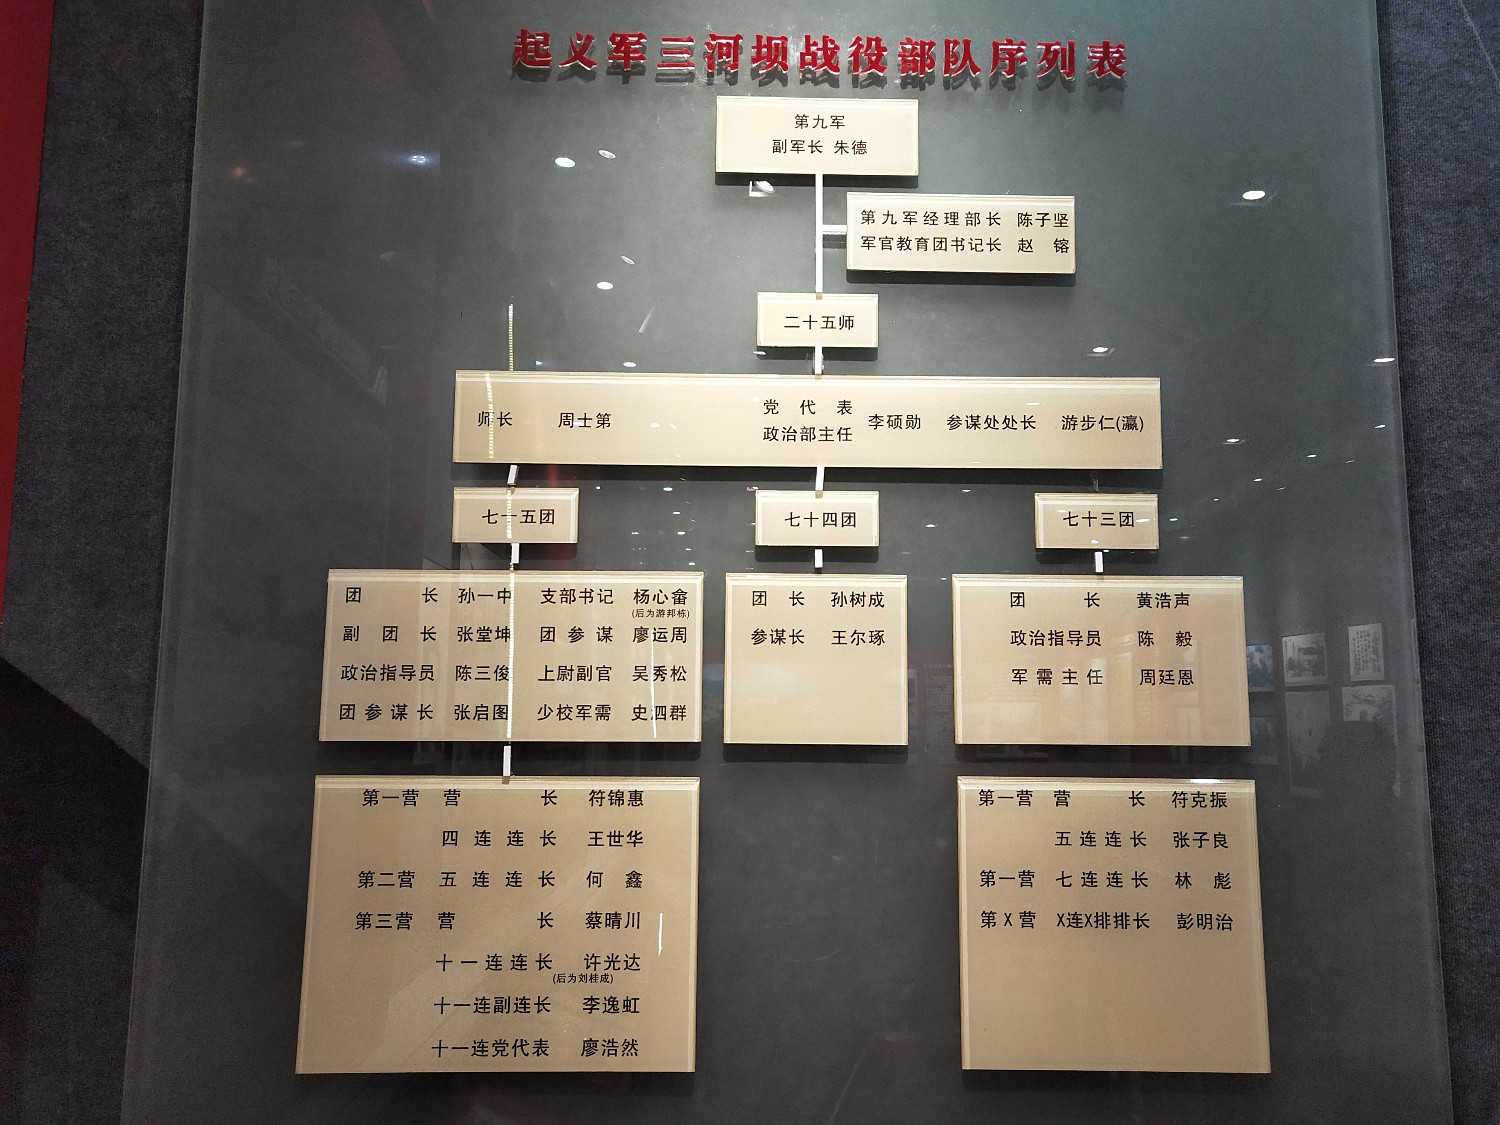 起义军三河坝战役部队序列表
第九军
副军长 朱德
第九军经理部长 陈子坚
军官教育团书记长 赵 镕
二十五师
师长 周士第
党代表
政治部主任
李硕勋
参谋处处长 游步仁(瀛)
七十五团
七十四团
七十三团
团长 孙一中 支部书记 杨心畬
(后为游邦栋)
副团长 张堂坤 团参谋 廖运周
政治指导员 陈三俊 上尉副官 吴秀松
团参谋长 张启图 少校军需 史泗群
团长 孙树成
参谋长 王尔琢
团长 黄浩声
政治指导员 陈 毅
军需主任 周廷恩
第一营 营长 符锦惠
四连连长 王世华
第二营 五连连长 何 鑫
第三营 营长 蔡晴川
十一连连长 许光达
(后为刘桂成)
十一连副连长 李逸虹
十一连党代表 廖浩然
第一营 营长 符克振
五连连长 张子良
第一营 七连连长 林 彪
第X营 X连X排排长 彭明治